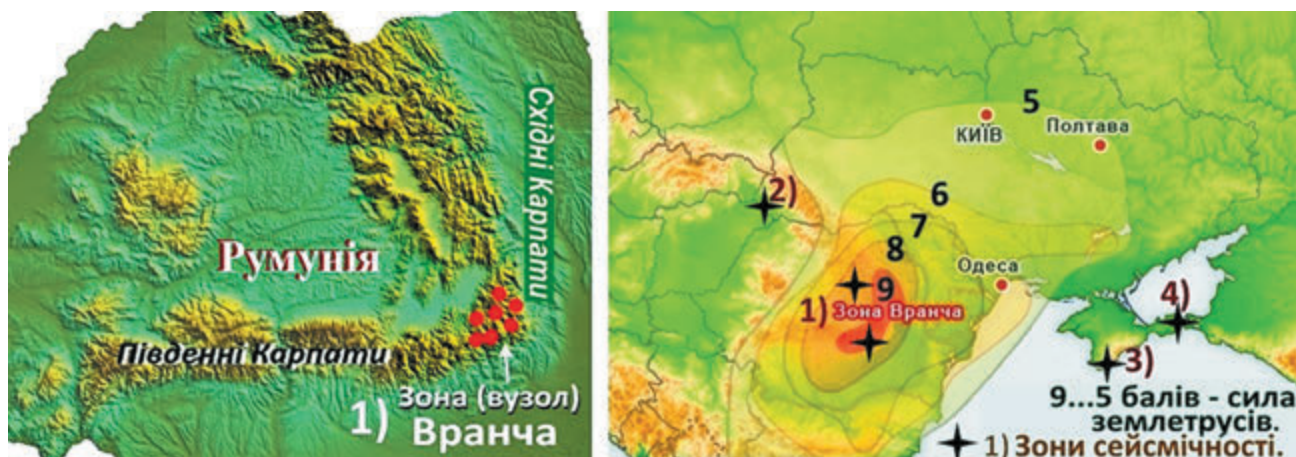 Східні Карпати
Румунія
Південні Карпати
1) Зона (вузол)
Вранча
5
КИЇВ
Полтава
2)
6
7
8
Одеса
9
1) Зона Вранча
4)
3)
9...5 балів - сила
землетрусів.
1) Зони сейсмічності.